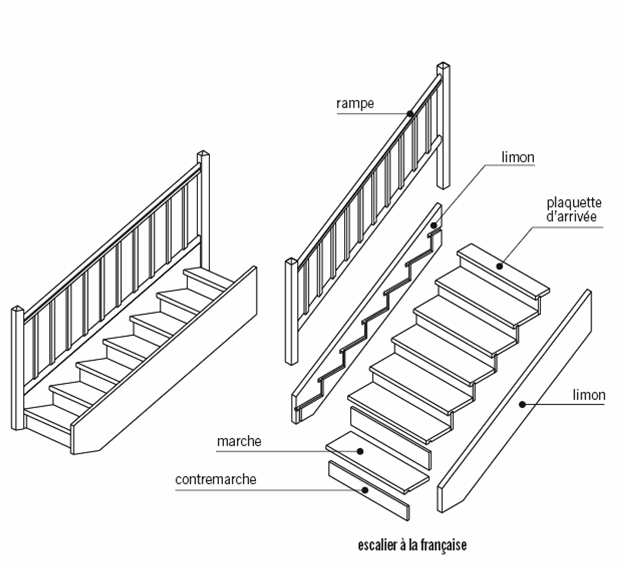 rampe
limon
plaquette
d'arrivée
limon
marche
contremarche
escalier à la française